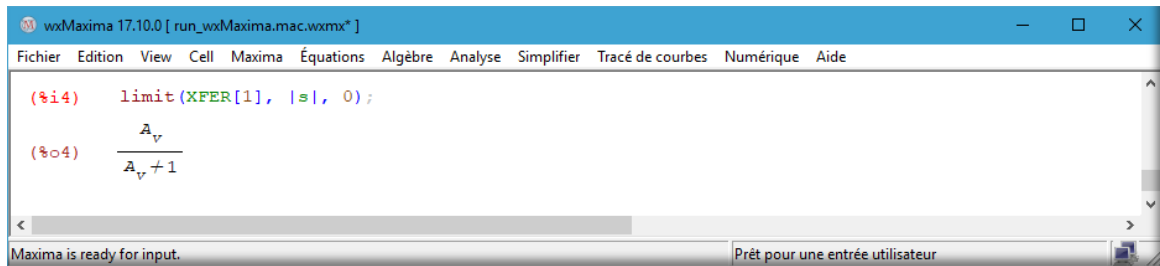 wxMaxima 17.10.0 [ run_wxMaxima.mac.wxmx* ]
Fichier Edition View Cell Maxima Équations Algèbre Analyse Simplifier Tracé de courbes Numérique Aide
(%i4) limit(XFER[1], |s|, 0);
A_v
(%o4)
A_v+1
Maxima is ready for input. Prêt pour une entrée utilisateur